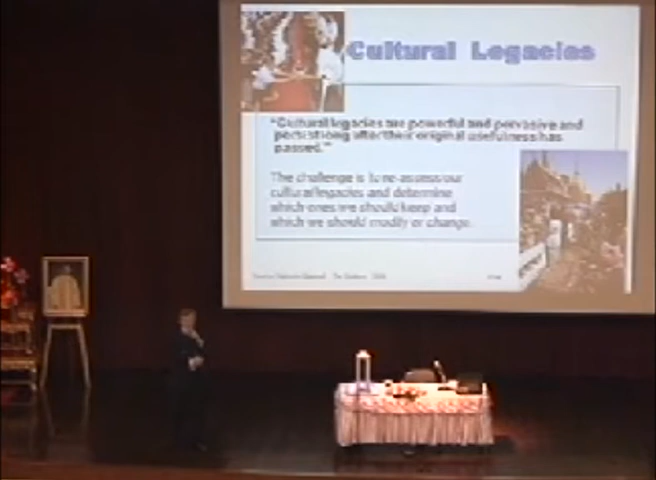 Cultural Legacies
"Cultural legacies are powerful and pervasive and
persist long after their original usefulness has
passed."
The challenge is to re-assess our
cultural legacies and determine
which ones we should keep and
which we should modify or change.